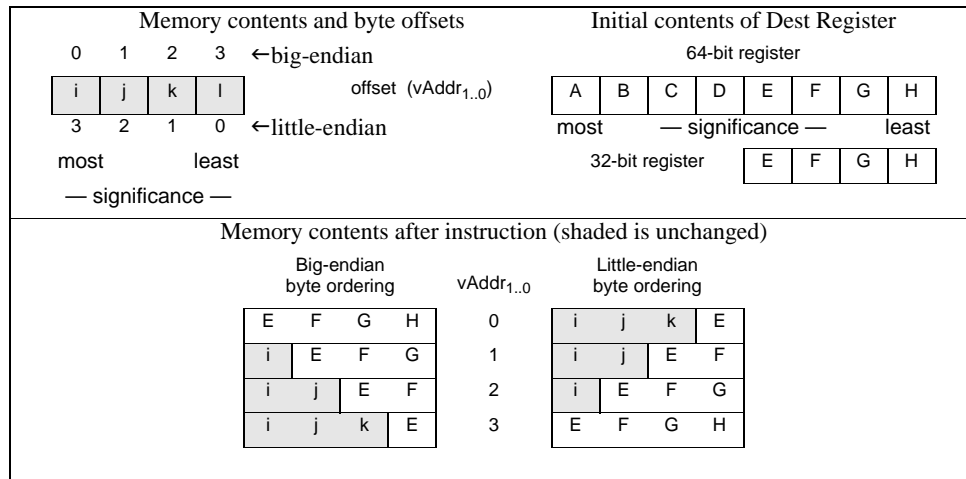 Memory contents and byte offsets
Initial contents of Dest Register
0 1 2 3 ←big-endian
64-bit register
i j k l
offset (vAddr1..0)
A B C D E F G H
3 2 1 0 ←little-endian
most — significance — least
most least
32-bit register E F G H
— significance —
Memory contents after instruction (shaded is unchanged)
Big-endian
byte ordering
vAddr1..0
Little-endian
byte ordering
E F G H 0 i j k E
i E F G 1 i j E F
i j E F 2 i E F G
i j k E 3 E F G H